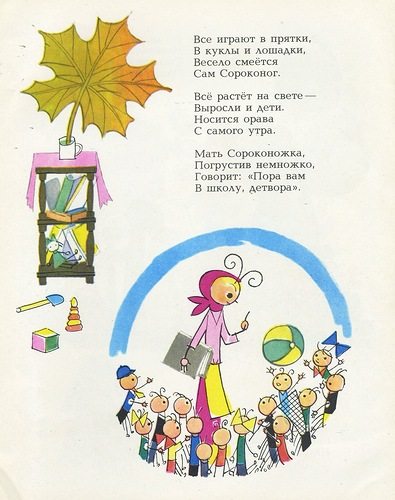 Все играют в прятки,
В куклы и лошадки,
Весело смеётся
Сам Сороконог.
Всё растёт на свете —
Выросли и дети.
Носится орава
С самого утра.
Мать Сороконожка,
Погрустив немножко,
Говорит: «Пора вам
В школу, детвора».